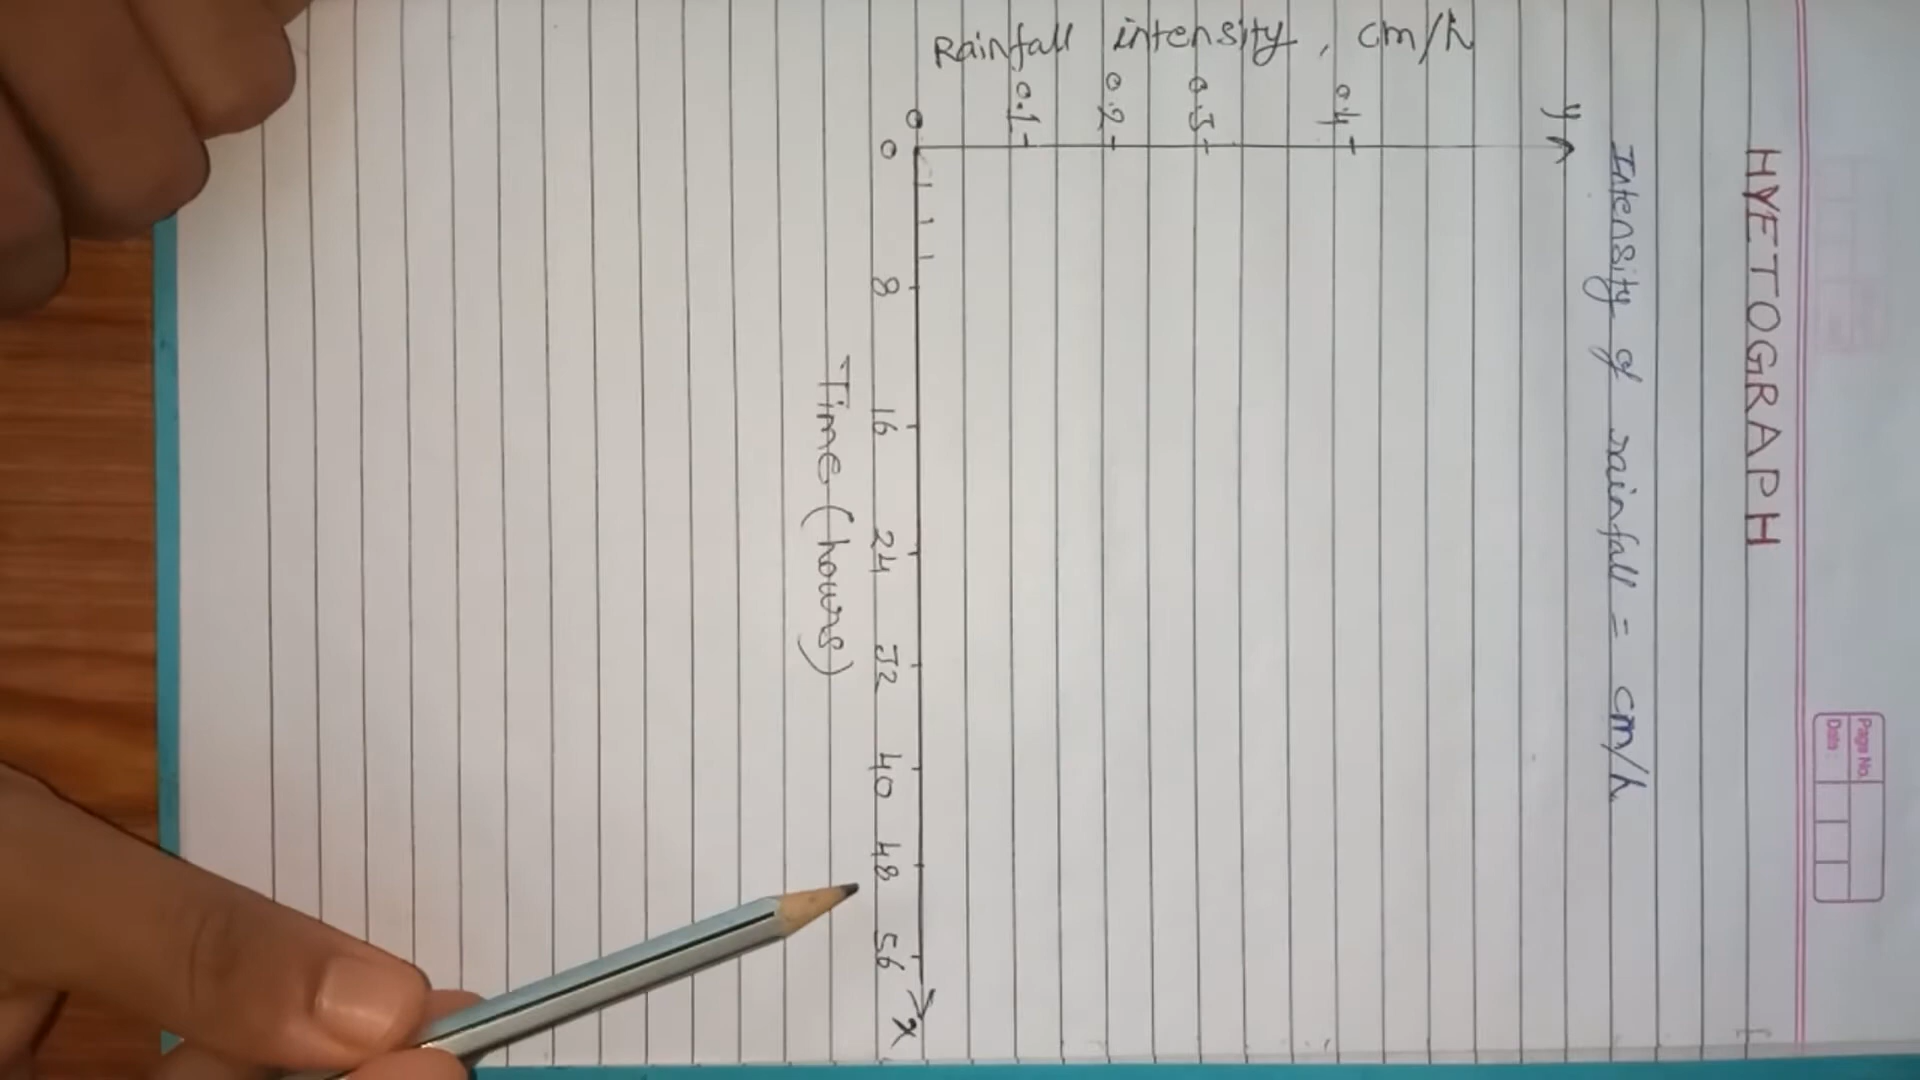 HYETOGRAPH
Page No.
Date :
Intensity of rainfall = cm/h
y
Rainfall intensity, cm/h
0.4
0.3
0.2
0.1
0
0 8 16 24 32 40 48 56 x
Time (hours)